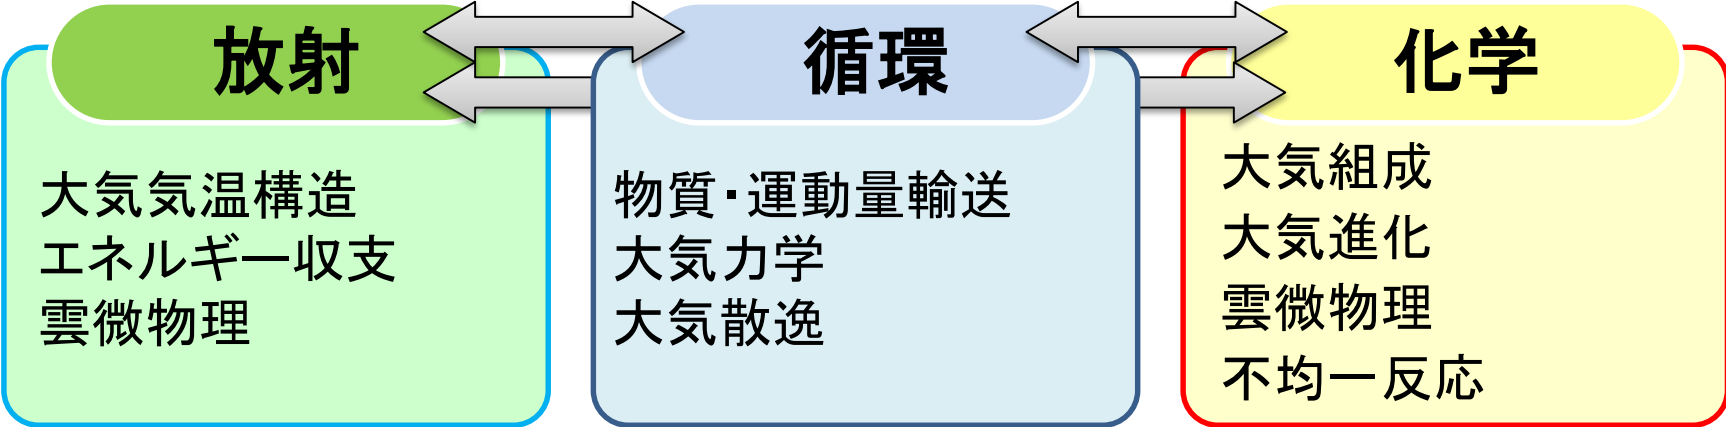 放射
大気気温構造
エネルギー収支
雲微物理
循環
物質・運動量輸送
大気力学
大気散逸
化学
大気組成
大気進化
雲微物理
不均一反応